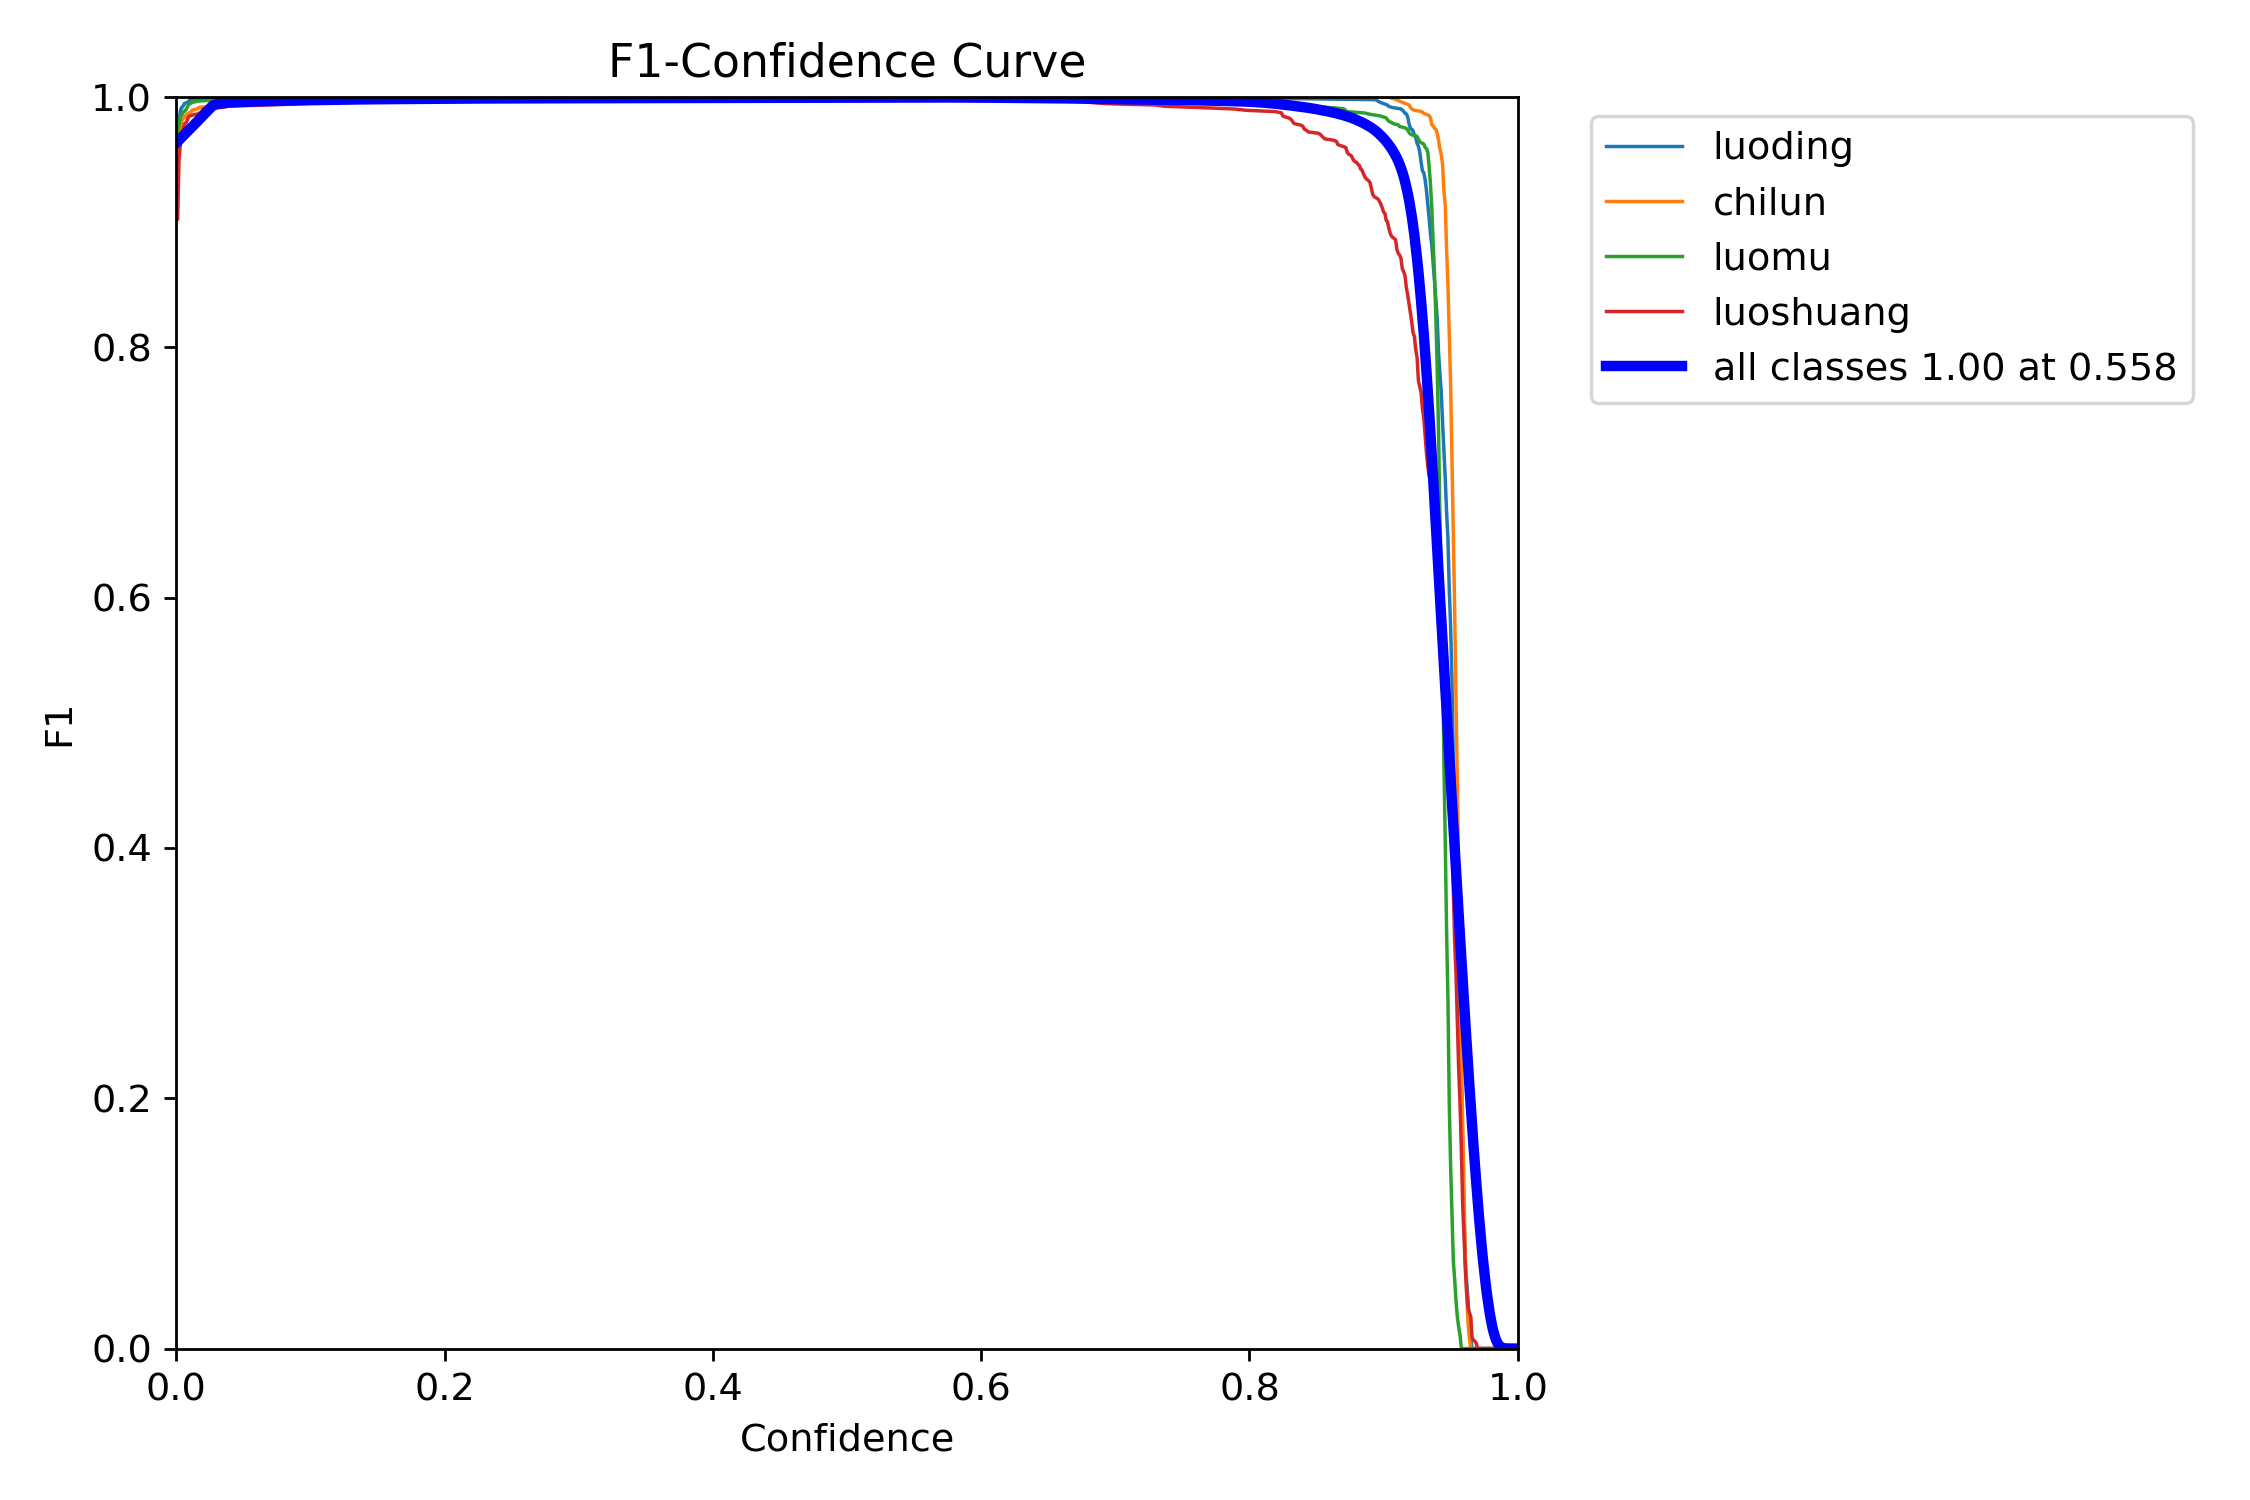 F1-Confidence Curve
1.0
0.8
0.6
0.4
0.2
0.0
F1
0.0 0.2 0.4 0.6 0.8 1.0
Confidence
luoding
chilun
luomu
luoshuang
all classes 1.00 at 0.558